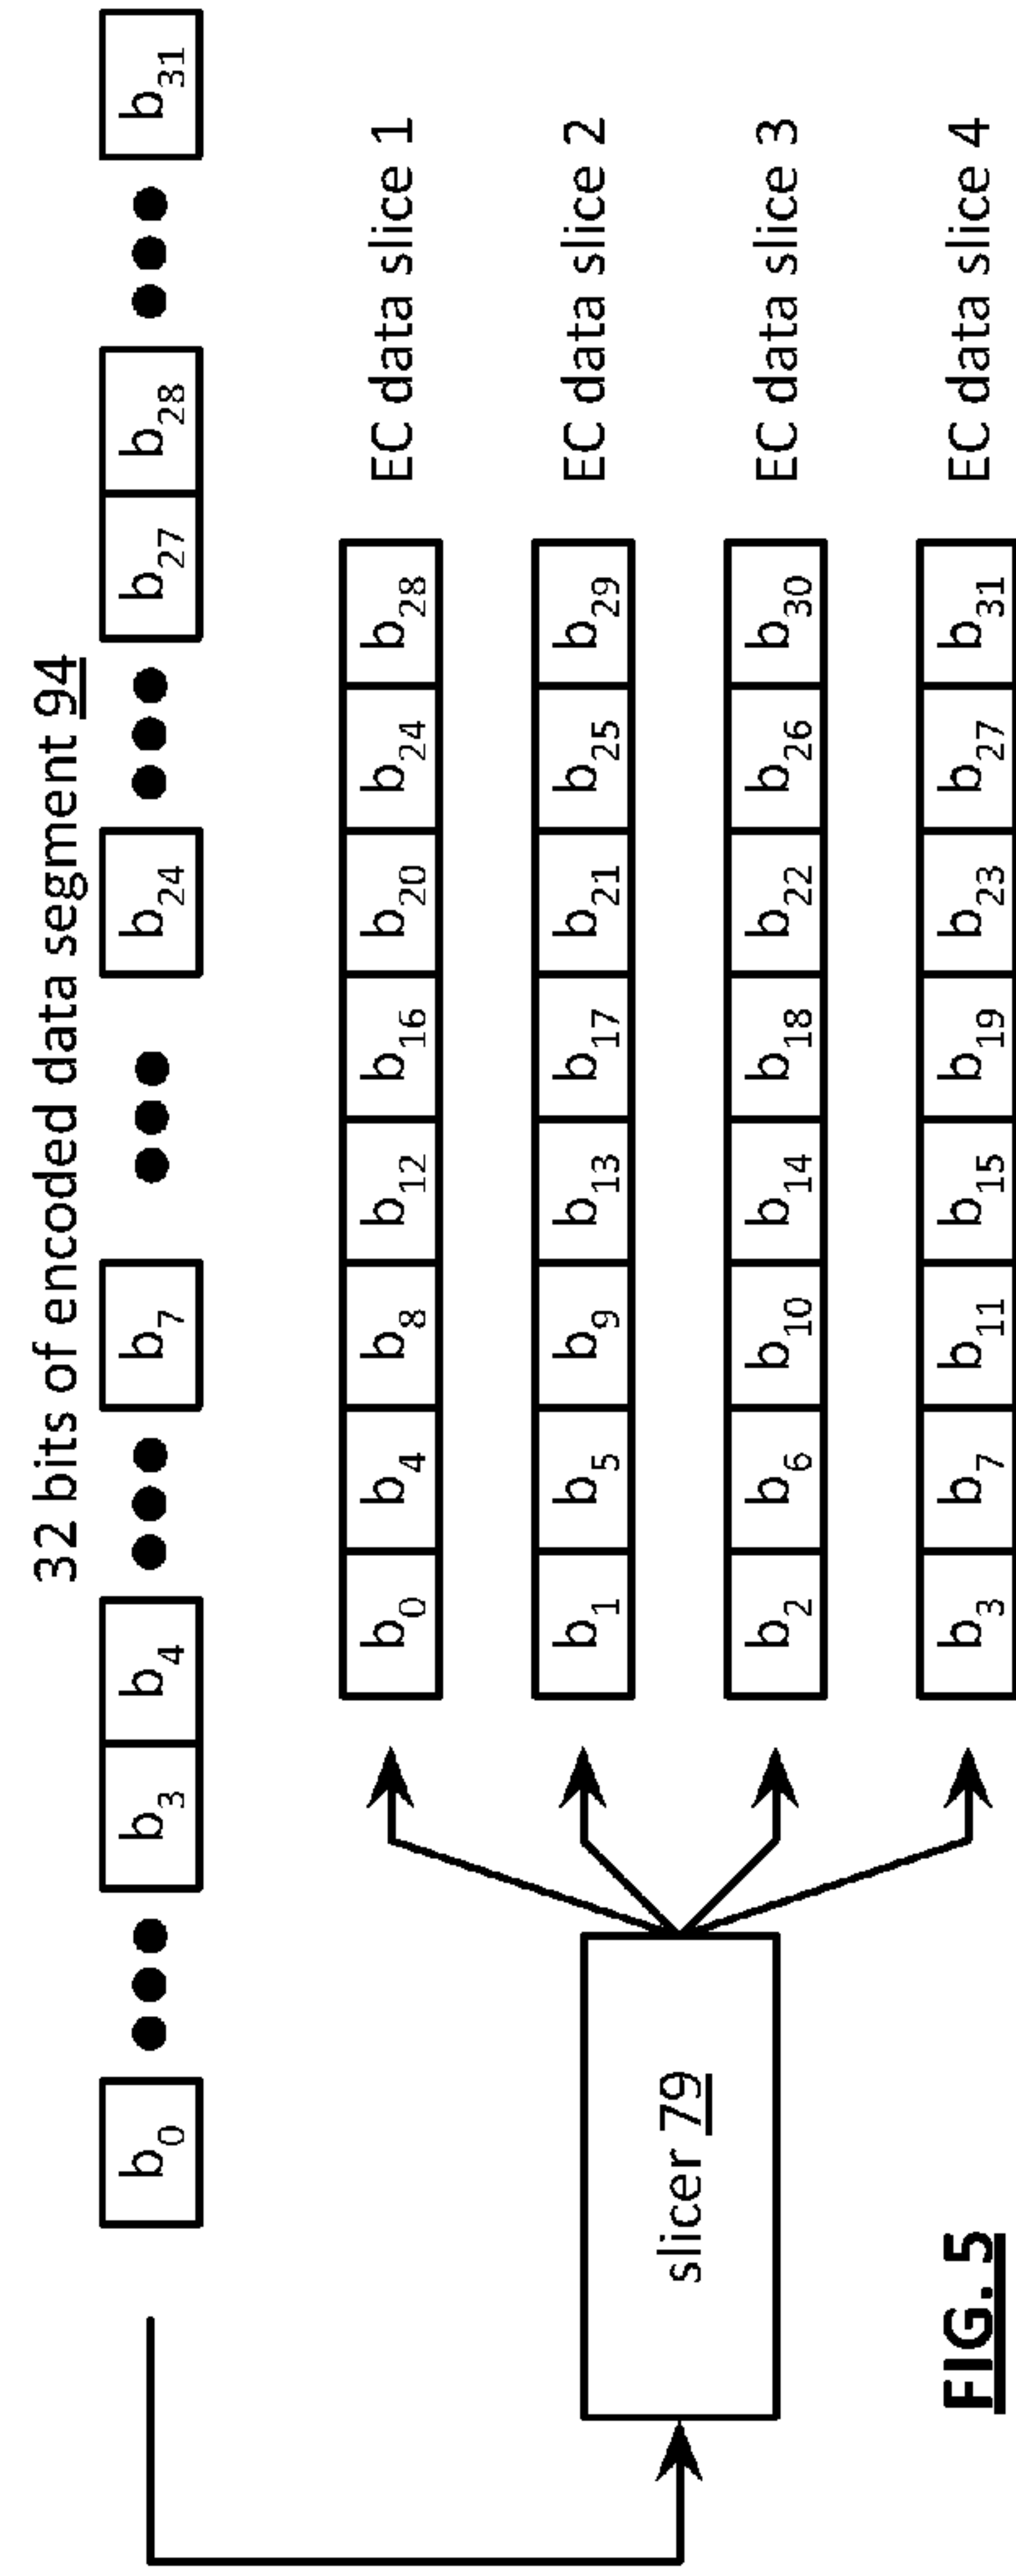 32 bits of encoded data segment 94
b0 b3 b4 b7 b24 b27 b28 b31
slicer 79
b0 b4 b8 b12 b16 b20 b24 b28 EC data slice 1
b1 b5 b9 b13 b17 b21 b25 b29 EC data slice 2
b2 b6 b10 b14 b18 b22 b26 b30 EC data slice 3
b3 b7 b11 b15 b19 b23 b27 b31 EC data slice 4
FIG. 5